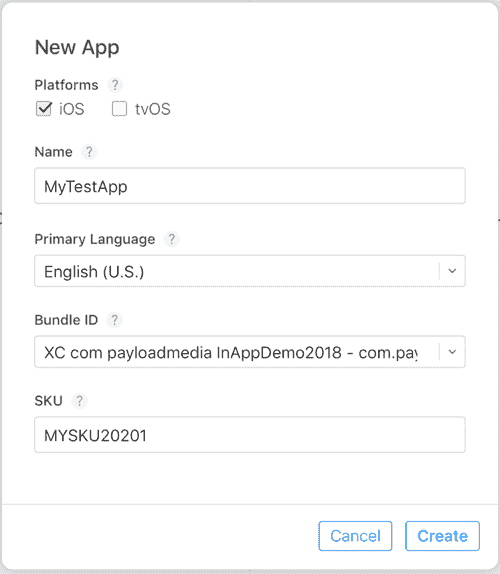 New App
Platforms ?
iOS tvOS
Name ?
MyTestApp
Primary Language ?
English (U.S.)
Bundle ID ?
XC com payloadmedia InAppDemo2018 - com.pay
SKU ?
MYSKU20201
Cancel Create